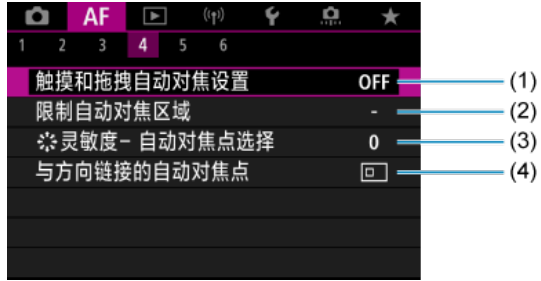 AF
1 2 3 4 5 6
触摸和拖拽自动对焦设置 OFF (1)
限制自动对焦区域 - (2)
灵敏度- 自动对焦点选择 0 (3)
与方向链接的自动对焦点 (4)